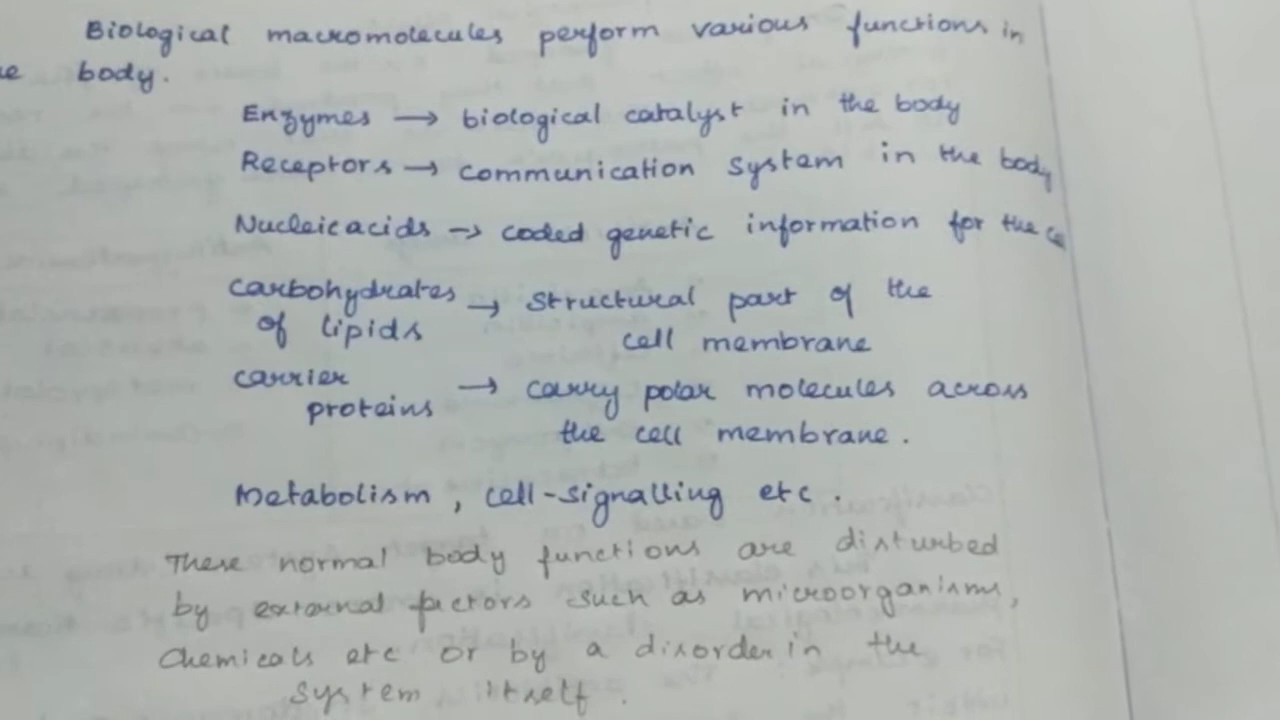 Biological macromolecules perform various functions in
body.
Enzymes → biological catalyst in the body
Receptors → communication system in the body
Nucleicacids → coded genetic information for the
carbohydrates → structural part of the
of lipids cell membrane
carrier → carry polar molecules across
proteins the cell membrane.
Metabolism, cell-signalling etc.
These normal body functions are disturbed
by external factors such as microorganisms,
chemicals etc or by a disorder in the
system itself.